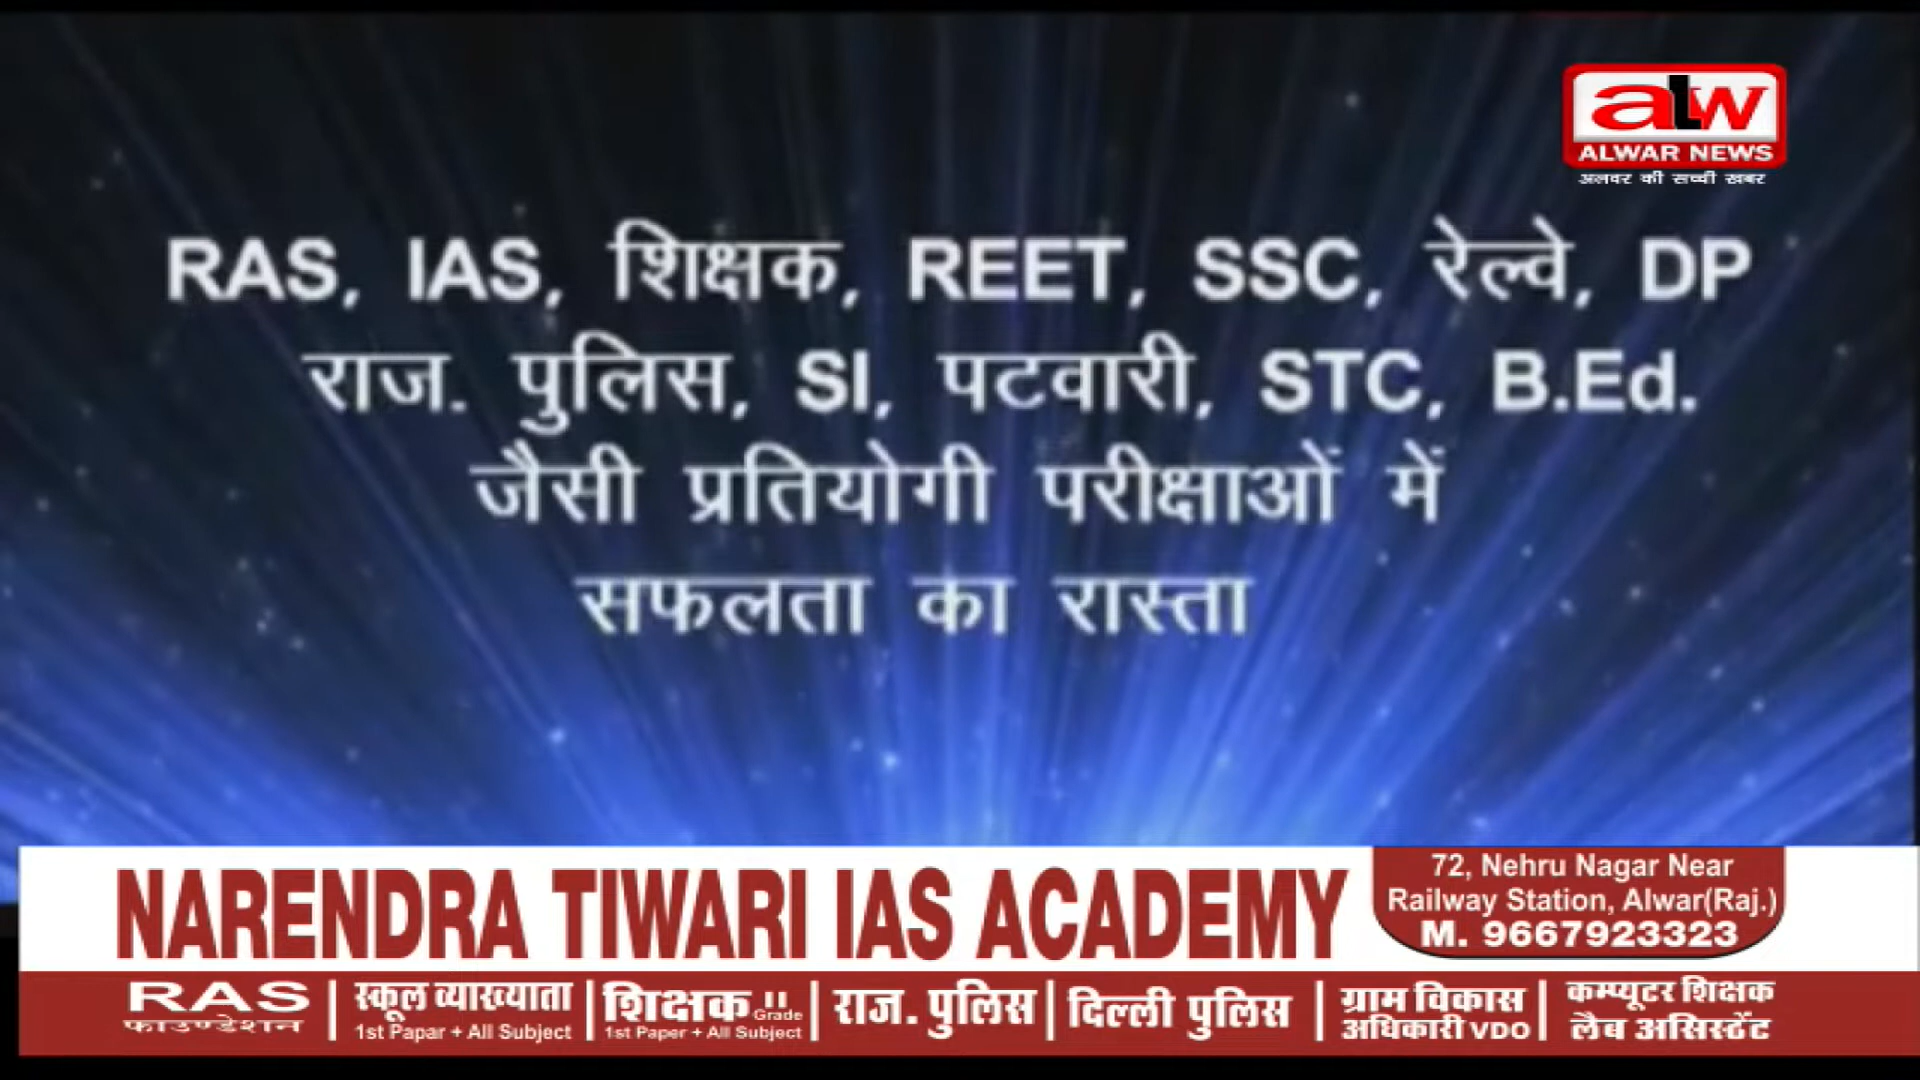 aLw
ALWAR NEWS
अलवर की सच्ची खबर
RAS, IAS, शिक्षक, REET, SSC, रेल्वे, DP
राज. पुलिस, SI, पटवारी, STC, B.Ed.
जैसी प्रतियोगी परीक्षाओं में
सफलता का रास्ता
NARENDRA TIWARI IAS ACADEMY
72, Nehru Nagar Near
Railway Station, Alwar(Raj.)
M. 9667923323
RAS
फाउण्डेशन
स्कूल व्याख्याता
1st Papar + All Subject
शिक्षक II Grade
1st Paper + All Subject
राज. पुलिस
दिल्ली पुलिस
ग्राम विकास
अधिकारी VDO
कम्प्यूटर शिक्षक
लैब असिस्टेंट